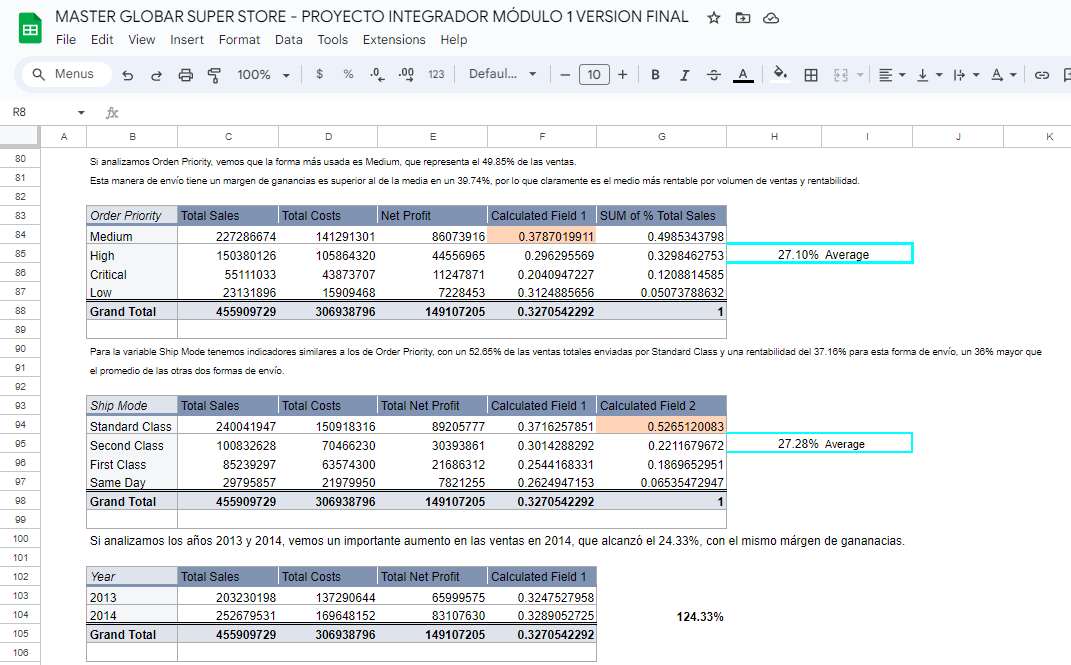 MASTER GLOBAR SUPER STORE - PROYECTO INTEGRADOR MÓDULO 1 VERSION FINAL
File Edit View Insert Format Data Tools Extensions Help
Menus 100% $ % .0 .00 123 Defaul... − 10 + B I A
R8 fx
A B C D E F G H I J K
80 Si analizamos Orden Priority, vemos que la forma más usada es Medium, que representa el 49.85% de las ventas.
81 Esta manera de envío tiene un margen de ganancias es superior al de la media en un 39.74%, por lo que claramente es el medio más rentable por volumen de ventas y rentabilidad.
82
83 Order Priority Total Sales Total Costs Net Profit Calculated Field 1 SUM of % Total Sales
84 Medium 227286674 141291301 86073916 0.3787019911 0.4985343798
85 High 150380126 105864320 44556965 0.296295569 0.3298462753 27.10% Average
86 Critical 55111033 43873707 11247871 0.2040947227 0.1208814585
87 Low 23131896 15909468 7228453 0.3124885656 0.05073788632
88 Grand Total 455909729 306938796 149107205 0.3270542292 1
89
90 Para la variable Ship Mode tenemos indicadores similares a los de Order Priority, con un 52.65% de las ventas totales enviadas por Standard Class y una rentabilidad del 37.16% para esta forma de envío, un 36% mayor que
91 el promedio de las otras dos formas de envío.
92
93 Ship Mode Total Sales Total Costs Total Net Profit Calculated Field 1 Calculated Field 2
94 Standard Class 240041947 150918316 89205777 0.3716257851 0.5265120083
95 Second Class 100832628 70466230 30393861 0.3014288292 0.2211679672 27.28% Average
96 First Class 85239297 63574300 21686312 0.2544168331 0.1869652951
97 Same Day 29795857 21979950 7821255 0.2624947153 0.06535472947
98 Grand Total 455909729 306938796 149107205 0.3270542292 1
99
100 Si analizamos los años 2013 y 2014, vemos un importante aumento en las ventas en 2014, que alcanzó el 24.33%, con el mismo márgen de gananacias.
101
102 Year Total Sales Total Costs Total Net Profit Calculated Field 1
103 2013 203230198 137290644 65999575 0.3247527958
104 2014 252679531 169648152 83107630 0.3289052725 124.33%
105 Grand Total 455909729 306938796 149107205 0.3270542292
106